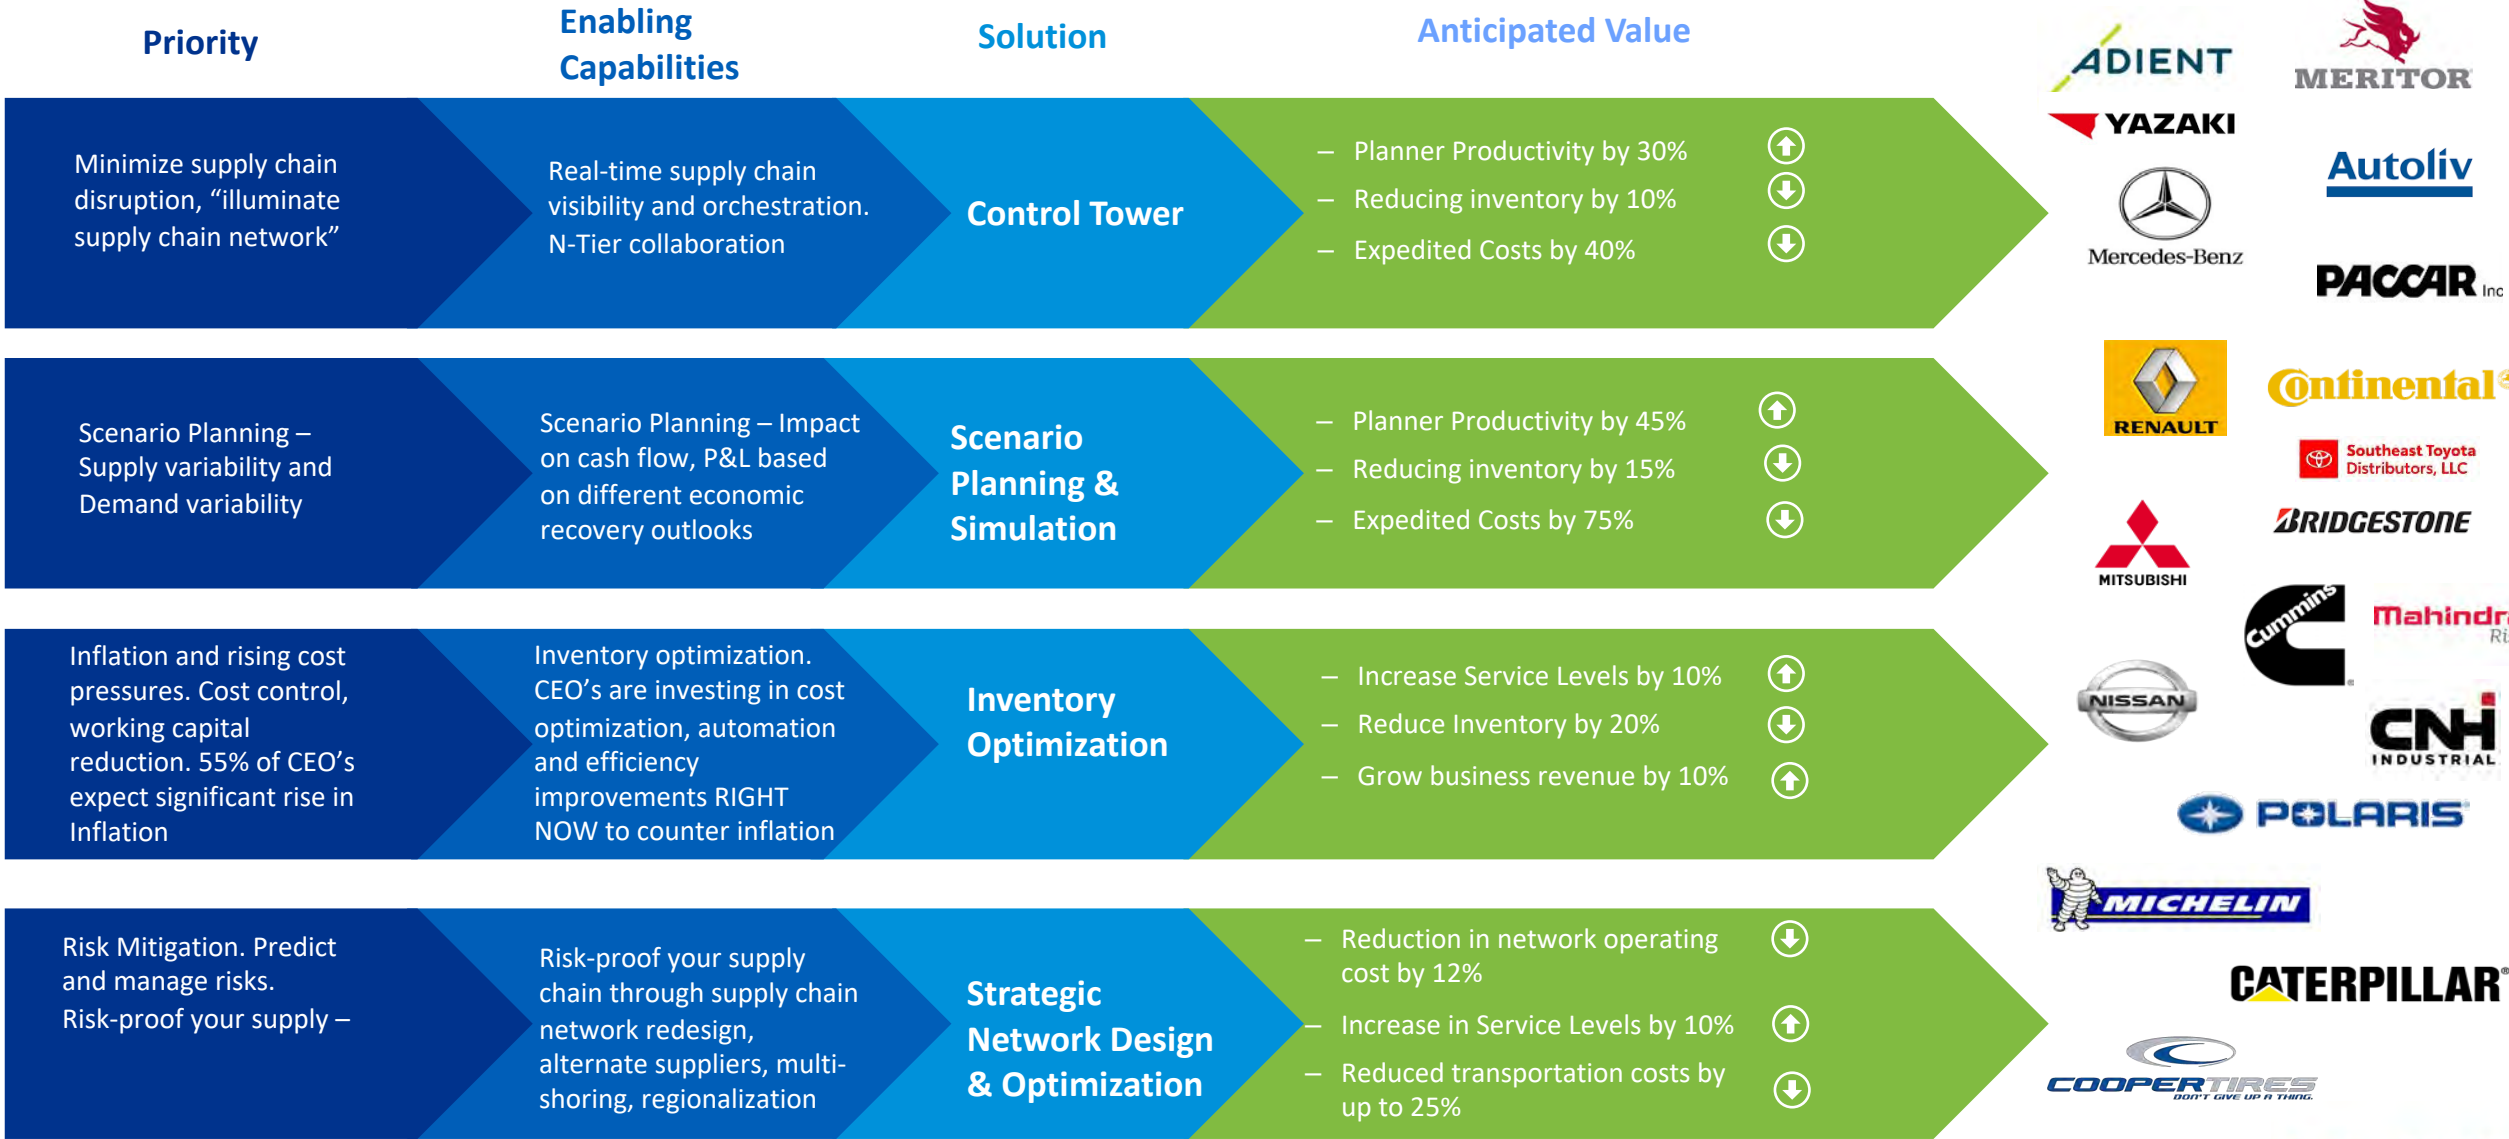 Priority
Enabling
Capabilities
Solution
Anticipated Value
Minimize supply chain
disruption, “illuminate
supply chain network”
Real-time supply chain
visibility and orchestration.
N-Tier collaboration
Control Tower
– Planner Productivity by 30%
– Reducing inventory by 10%
– Expedited Costs by 40%
Scenario Planning –
Supply variability and
Demand variability
Scenario Planning – Impact
on cash flow, P&L based
on different economic
recovery outlooks
Scenario
Planning &
Simulation
– Planner Productivity by 45%
– Reducing inventory by 15%
– Expedited Costs by 75%
Inflation and rising cost
pressures. Cost control,
working capital
reduction. 55% of CEO’s
expect significant rise in
Inflation
Inventory optimization.
CEO’s are investing in cost
optimization, automation
and efficiency
improvements RIGHT
NOW to counter inflation
Inventory
Optimization
– Increase Service Levels by 10%
– Reduce Inventory by 20%
– Grow business revenue by 10%
Risk Mitigation. Predict
and manage risks.
Risk-proof your supply –
Risk-proof your supply
chain through supply chain
network redesign,
alternate suppliers, multi-
shoring, regionalization
Strategic
Network Design
& Optimization
– Reduction in network operating
cost by 12%
– Increase in Service Levels by 10%
– Reduced transportation costs by
up to 25%
ADIENT
MERITOR
YAZAKI
Autoliv
Mercedes-Benz
PACCAR Inc
RENAULT
Continental
Southeast Toyota
Distributors, LLC
MITSUBISHI
BRIDGESTONE
Cummins
Mahindra
NISSAN
CNH
INDUSTRIAL
POLARIS
MICHELIN
CATERPILLAR®
COOPERTIRES
DON'T GIVE UP A THING.